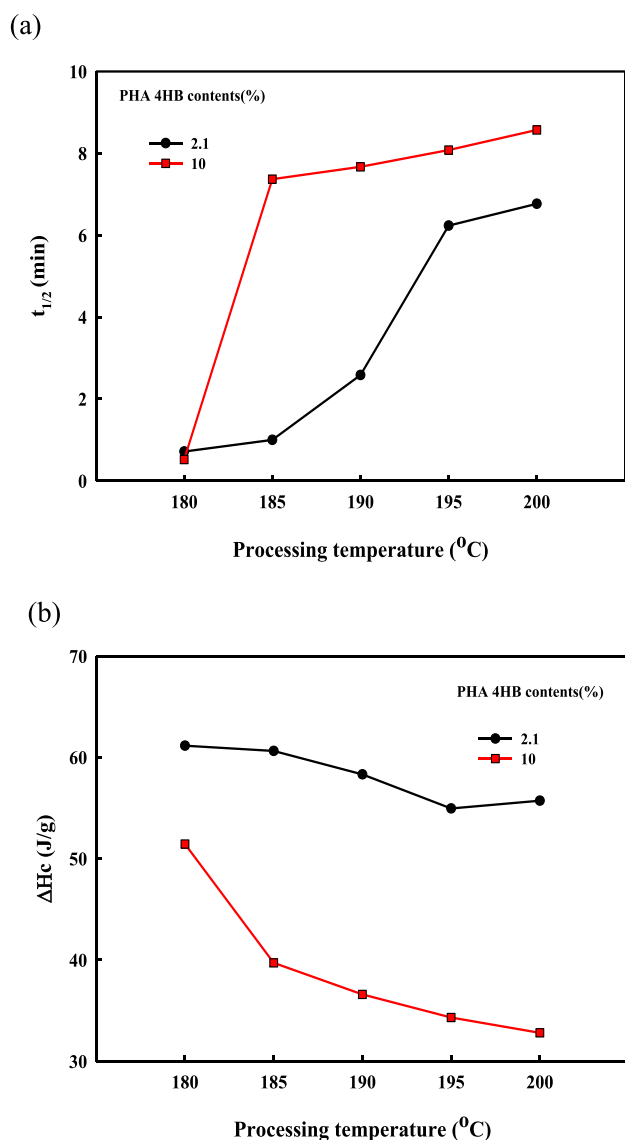 (a)
10
8
6
4
2
0
t1/2 (min)
PHA 4HB contents(%)
2.1
10
180 185 190 195 200
Processing temperature (OC)
(b)
70
60
50
40
30
ΔHc (J/g)
PHA 4HB contents(%)
2.1
10
180 185 190 195 200
Processing temperature (OC)